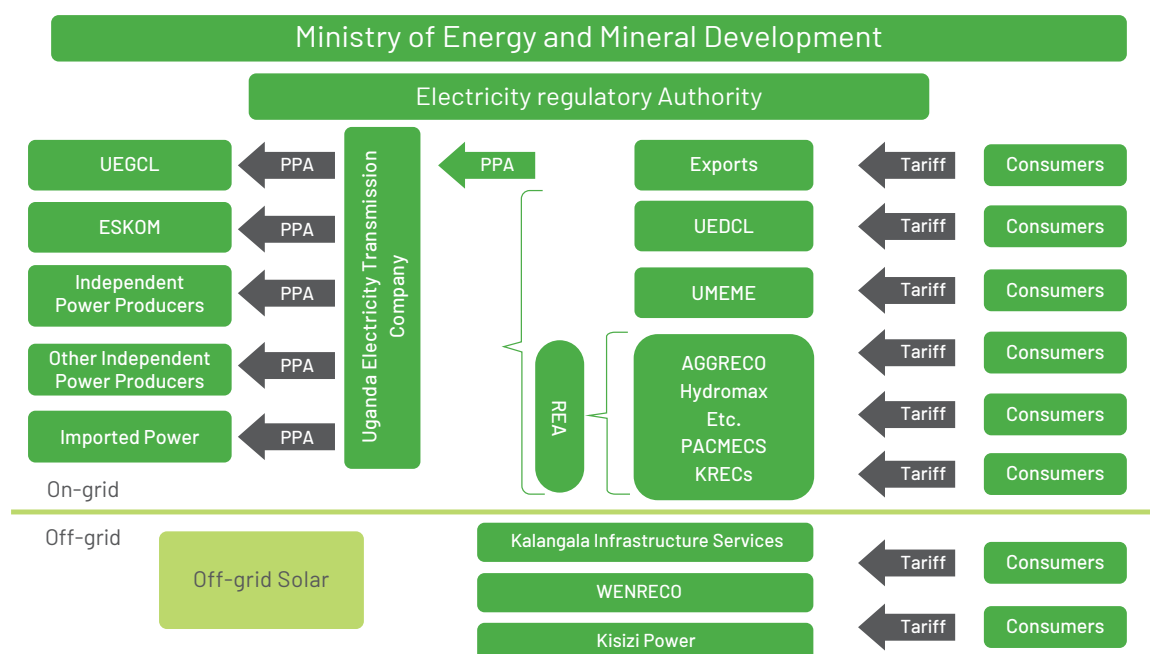 Ministry of Energy and Mineral Development
Electricity regulatory Authority
UEGCL
PPA
Uganda Electricity Transmission
Company
PPA
Exports
Tariff
Consumers
ESKOM
PPA
UEDCL
Tariff
Consumers
Independent
Power Producers
PPA
UMEME
Tariff
Consumers
Other Independent
Power Producers
PPA
REA
AGGRECO
Hydromax
Etc.
PACMECS
KRECs
Tariff
Consumers
Imported Power
PPA
Tariff
Consumers
Tariff
Consumers
On-grid
Off-grid
Off-grid Solar
Kalangala Infrastructure Services
WENRECO
Kisizi Power
Tariff
Consumers
Tariff
Consumers